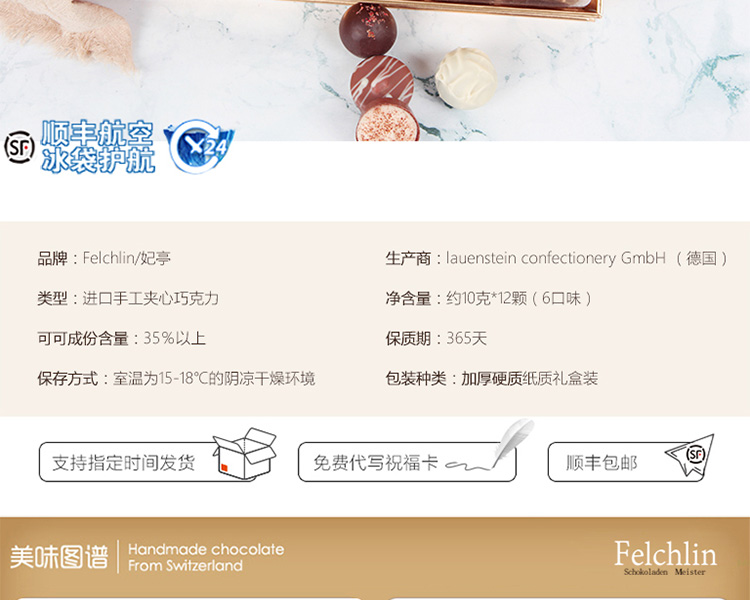 SF
顺丰航空
冰袋护航
X24
品牌：Felchlin/妃亭
生产商：lauenstein confectionery GmbH （德国）
类型：进口手工夹心巧克力
净含量：约10克*12颗（6口味）
可可成份含量：35%以上
保质期：365天
保存方式：室温为15-18℃的阴凉干燥环境
包装种类：加厚硬质纸质礼盒装
支持指定时间发货
免费代写祝福卡
顺丰包邮
SF
美味图谱
Handmade chocolate
From Switzerland
Felchlin
Schokoladen Meister